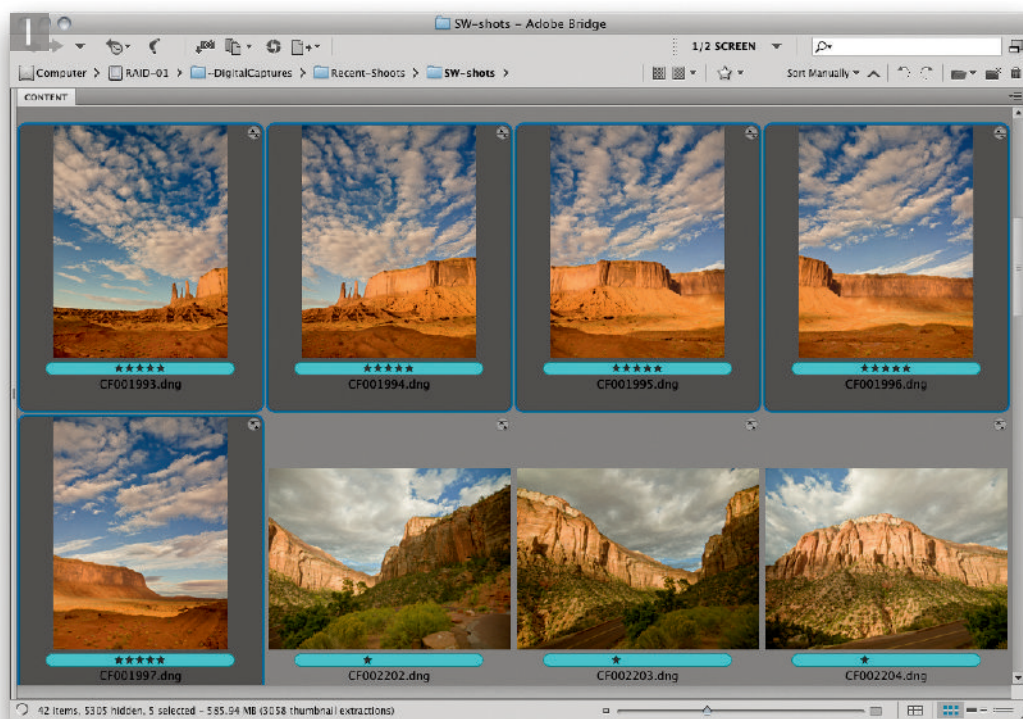 1
SW-shots – Adobe Bridge
1/2 SCREEN
Computer > RAID-01 > ~DigitalCaptures > Recent-Shoots > SW-shots >
Sort Manually
CONTENT
★★★★★ ★★★★★ ★★★★★ ★★★★★
CF001993.dng CF001994.dng CF001995.dng CF001996.dng
★★★★★ ★ ★ ★
CF001997.dng CF002202.dng CF002203.dng CF002204.dng
42 items, 5305 hidden, 5 selected – 585.94 MB (3058 thumbnail extractions)